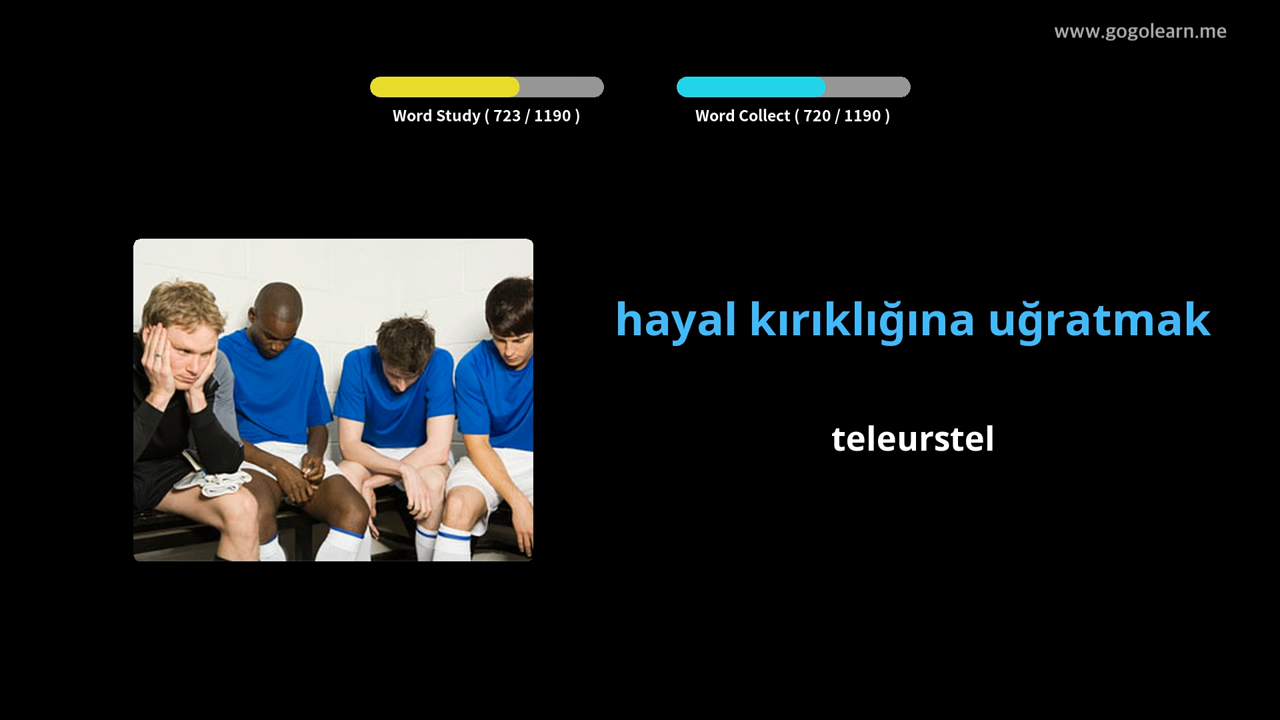 www.gogolearn.me
Word Study ( 723 / 1190 )
Word Collect ( 720 / 1190 )
hayal kırıklığına uğratmak
teleurstel